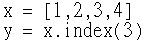 x = [1,2,3,4]
y = x.index(3)